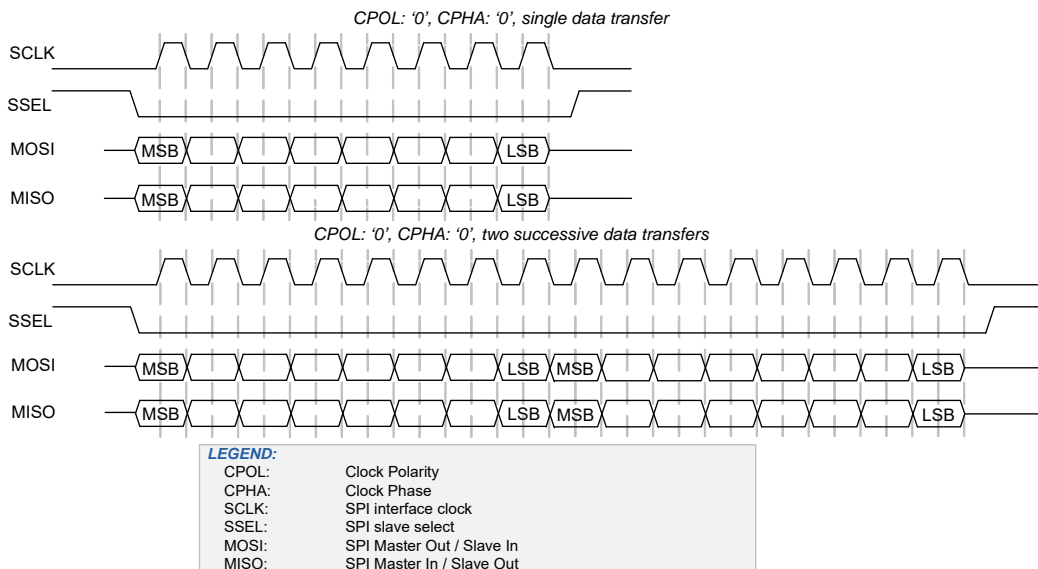 CPOL: ‘0’, CPHA: ‘0’, single data transfer
SCLK
SSEL
MOSI MSB LSB
MISO MSB LSB
CPOL: ‘0’, CPHA: ‘0’, two successive data transfers
SCLK
SSEL
MOSI MSB LSB MSB LSB
MISO MSB LSB MSB LSB
LEGEND:
CPOL: Clock Polarity
CPHA: Clock Phase
SCLK: SPI interface clock
SSEL: SPI slave select
MOSI: SPI Master Out / Slave In
MISO: SPI Master In / Slave Out